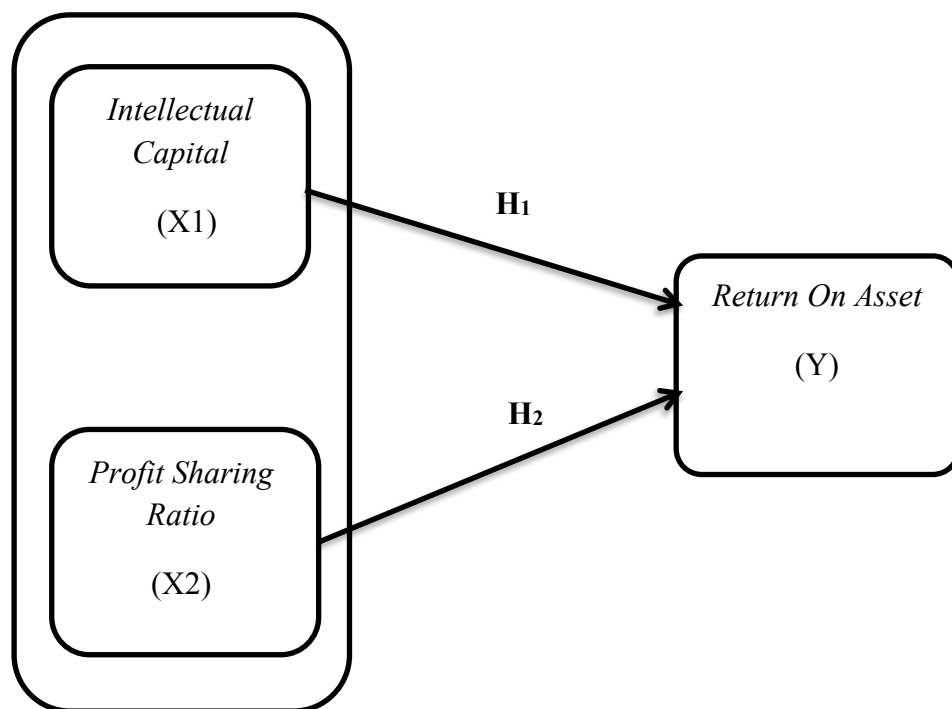 Intellectual
Capital
(X1)
H1
Return On Asset
(Y)
H2
Profit Sharing
Ratio
(X2)